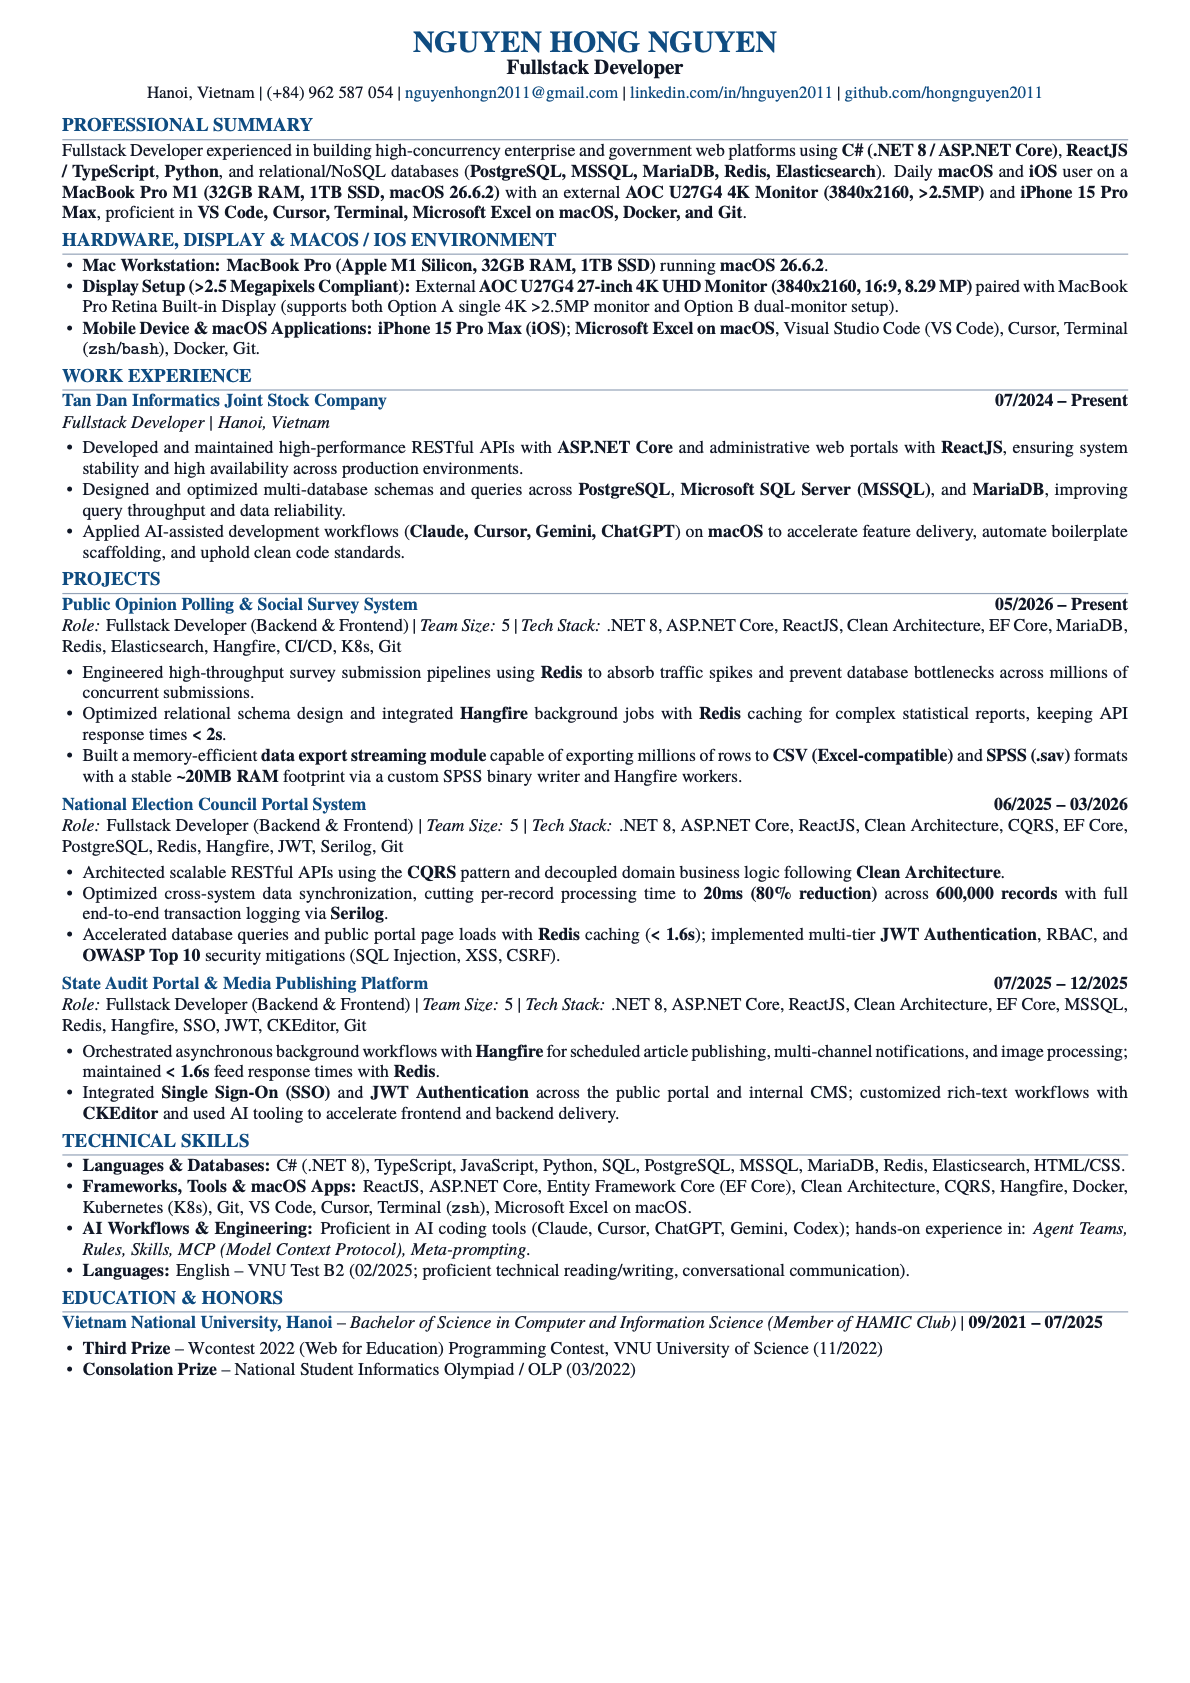 NGUYEN HONG NGUYEN
Fullstack Developer
Hanoi, Vietnam | (+84) 962 587 054 | nguyenhongn2011@gmail.com | linkedin.com/in/hnguyen2011 | github.com/hongnguyen2011
PROFESSIONAL SUMMARY
Fullstack Developer experienced in building high-concurrency enterprise and government web platforms using C# (.NET 8 / ASP.NET Core), ReactJS
/ TypeScript, Python, and relational/NoSQL databases (PostgreSQL, MSSQL, MariaDB, Redis, Elasticsearch). Daily macOS and iOS user on a
MacBook Pro M1 (32GB RAM, 1TB SSD, macOS 26.6.2) with an external AOC U27G4 4K Monitor (3840x2160, >2.5MP) and iPhone 15 Pro
Max, proficient in VS Code, Cursor, Terminal, Microsoft Excel on macOS, Docker, and Git.
HARDWARE, DISPLAY & MACOS / IOS ENVIRONMENT
• Mac Workstation: MacBook Pro (Apple M1 Silicon, 32GB RAM, 1TB SSD) running macOS 26.6.2.
• Display Setup (>2.5 Megapixels Compliant): External AOC U27G4 27-inch 4K UHD Monitor (3840x2160, 16:9, 8.29 MP) paired with MacBook
Pro Retina Built-in Display (supports both Option A single 4K >2.5MP monitor and Option B dual-monitor setup).
• Mobile Device & macOS Applications: iPhone 15 Pro Max (iOS); Microsoft Excel on macOS, Visual Studio Code (VS Code), Cursor, Terminal
(zsh/bash), Docker, Git.
WORK EXPERIENCE
Tan Dan Informatics Joint Stock Company 07/2024 – Present
Fullstack Developer | Hanoi, Vietnam
• Developed and maintained high-performance RESTful APIs with ASP.NET Core and administrative web portals with ReactJS, ensuring system
stability and high availability across production environments.
• Designed and optimized multi-database schemas and queries across PostgreSQL, Microsoft SQL Server (MSSQL), and MariaDB, improving
query throughput and data reliability.
• Applied AI-assisted development workflows (Claude, Cursor, Gemini, ChatGPT) on macOS to accelerate feature delivery, automate boilerplate
scaffolding, and uphold clean code standards.
PROJECTS
Public Opinion Polling & Social Survey System 05/2026 – Present
Role: Fullstack Developer (Backend & Frontend) | Team Size: 5 | Tech Stack: .NET 8, ASP.NET Core, ReactJS, Clean Architecture, EF Core, MariaDB,
Redis, Elasticsearch, Hangfire, CI/CD, K8s, Git
• Engineered high-throughput survey submission pipelines using Redis to absorb traffic spikes and prevent database bottlenecks across millions of
concurrent submissions.
• Optimized relational schema design and integrated Hangfire background jobs with Redis caching for complex statistical reports, keeping API
response times < 2s.
• Built a memory-efficient data export streaming module capable of exporting millions of rows to CSV (Excel-compatible) and SPSS (.sav) formats
with a stable ~20MB RAM footprint via a custom SPSS binary writer and Hangfire workers.
National Election Council Portal System 06/2025 – 03/2026
Role: Fullstack Developer (Backend & Frontend) | Team Size: 5 | Tech Stack: .NET 8, ASP.NET Core, ReactJS, Clean Architecture, CQRS, EF Core,
PostgreSQL, Redis, Hangfire, JWT, Serilog, Git
• Architected scalable RESTful APIs using the CQRS pattern and decoupled domain business logic following Clean Architecture.
• Optimized cross-system data synchronization, cutting per-record processing time to 20ms (80% reduction) across 600,000 records with full
end-to-end transaction logging via Serilog.
• Accelerated database queries and public portal page loads with Redis caching (< 1.6s); implemented multi-tier JWT Authentication, RBAC, and
OWASP Top 10 security mitigations (SQL Injection, XSS, CSRF).
State Audit Portal & Media Publishing Platform 07/2025 – 12/2025
Role: Fullstack Developer (Backend & Frontend) | Team Size: 5 | Tech Stack: .NET 8, ASP.NET Core, ReactJS, Clean Architecture, EF Core, MSSQL,
Redis, Hangfire, SSO, JWT, CKEditor, Git
• Orchestrated asynchronous background workflows with Hangfire for scheduled article publishing, multi-channel notifications, and image processing;
maintained < 1.6s feed response times with Redis.
• Integrated Single Sign-On (SSO) and JWT Authentication across the public portal and internal CMS; customized rich-text workflows with
CKEditor and used AI tooling to accelerate frontend and backend delivery.
TECHNICAL SKILLS
• Languages & Databases: C# (.NET 8), TypeScript, JavaScript, Python, SQL, PostgreSQL, MSSQL, MariaDB, Redis, Elasticsearch, HTML/CSS.
• Frameworks, Tools & macOS Apps: ReactJS, ASP.NET Core, Entity Framework Core (EF Core), Clean Architecture, CQRS, Hangfire, Docker,
Kubernetes (K8s), Git, VS Code, Cursor, Terminal (zsh), Microsoft Excel on macOS.
• AI Workflows & Engineering: Proficient in AI coding tools (Claude, Cursor, ChatGPT, Gemini, Codex); hands-on experience in: Agent Teams,
Rules, Skills, MCP (Model Context Protocol), Meta-prompting.
• Languages: English – VNU Test B2 (02/2025; proficient technical reading/writing, conversational communication).
EDUCATION & HONORS
Vietnam National University, Hanoi – Bachelor of Science in Computer and Information Science (Member of HAMIC Club) | 09/2021 – 07/2025
• Third Prize – Wcontest 2022 (Web for Education) Programming Contest, VNU University of Science (11/2022)
• Consolation Prize – National Student Informatics Olympiad / OLP (03/2022)